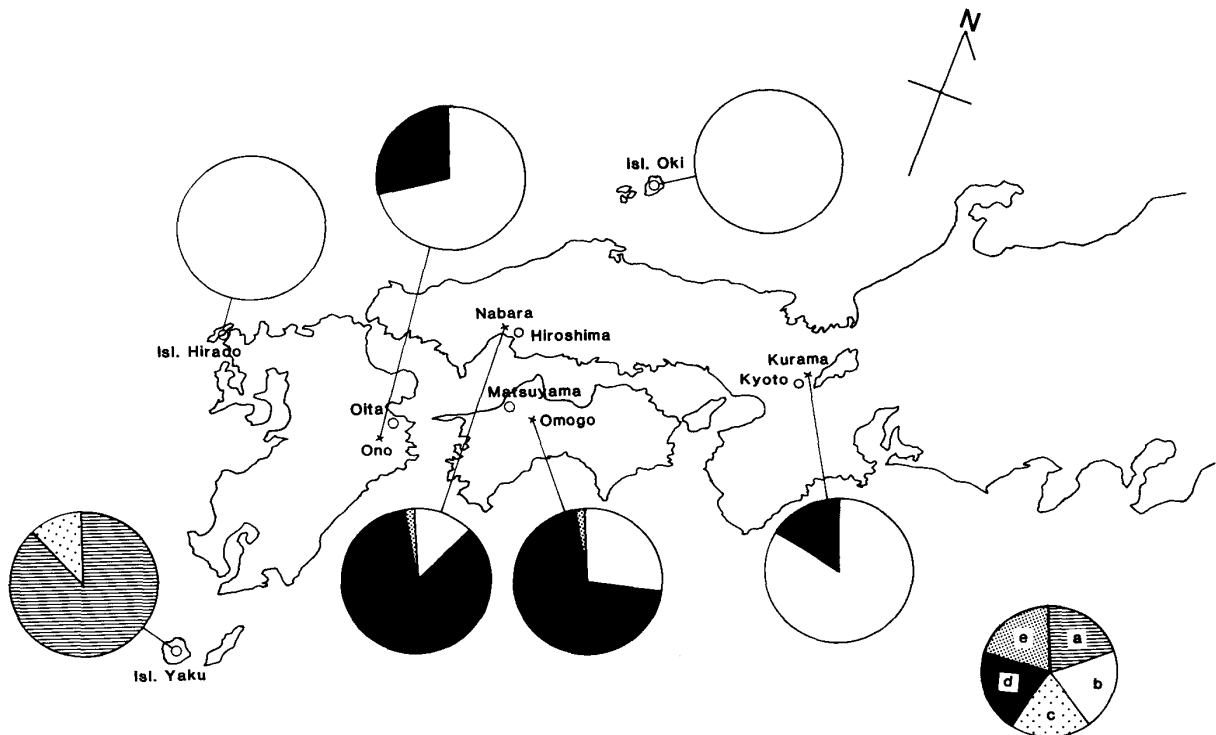 N
Isl. Oki
Nabara
Hiroshima
Isl. Hirado
Kurama
Kyoto
Matsuyama
Oita
Omogo
Ono
e
a
d
b
c
Isl. Yaku